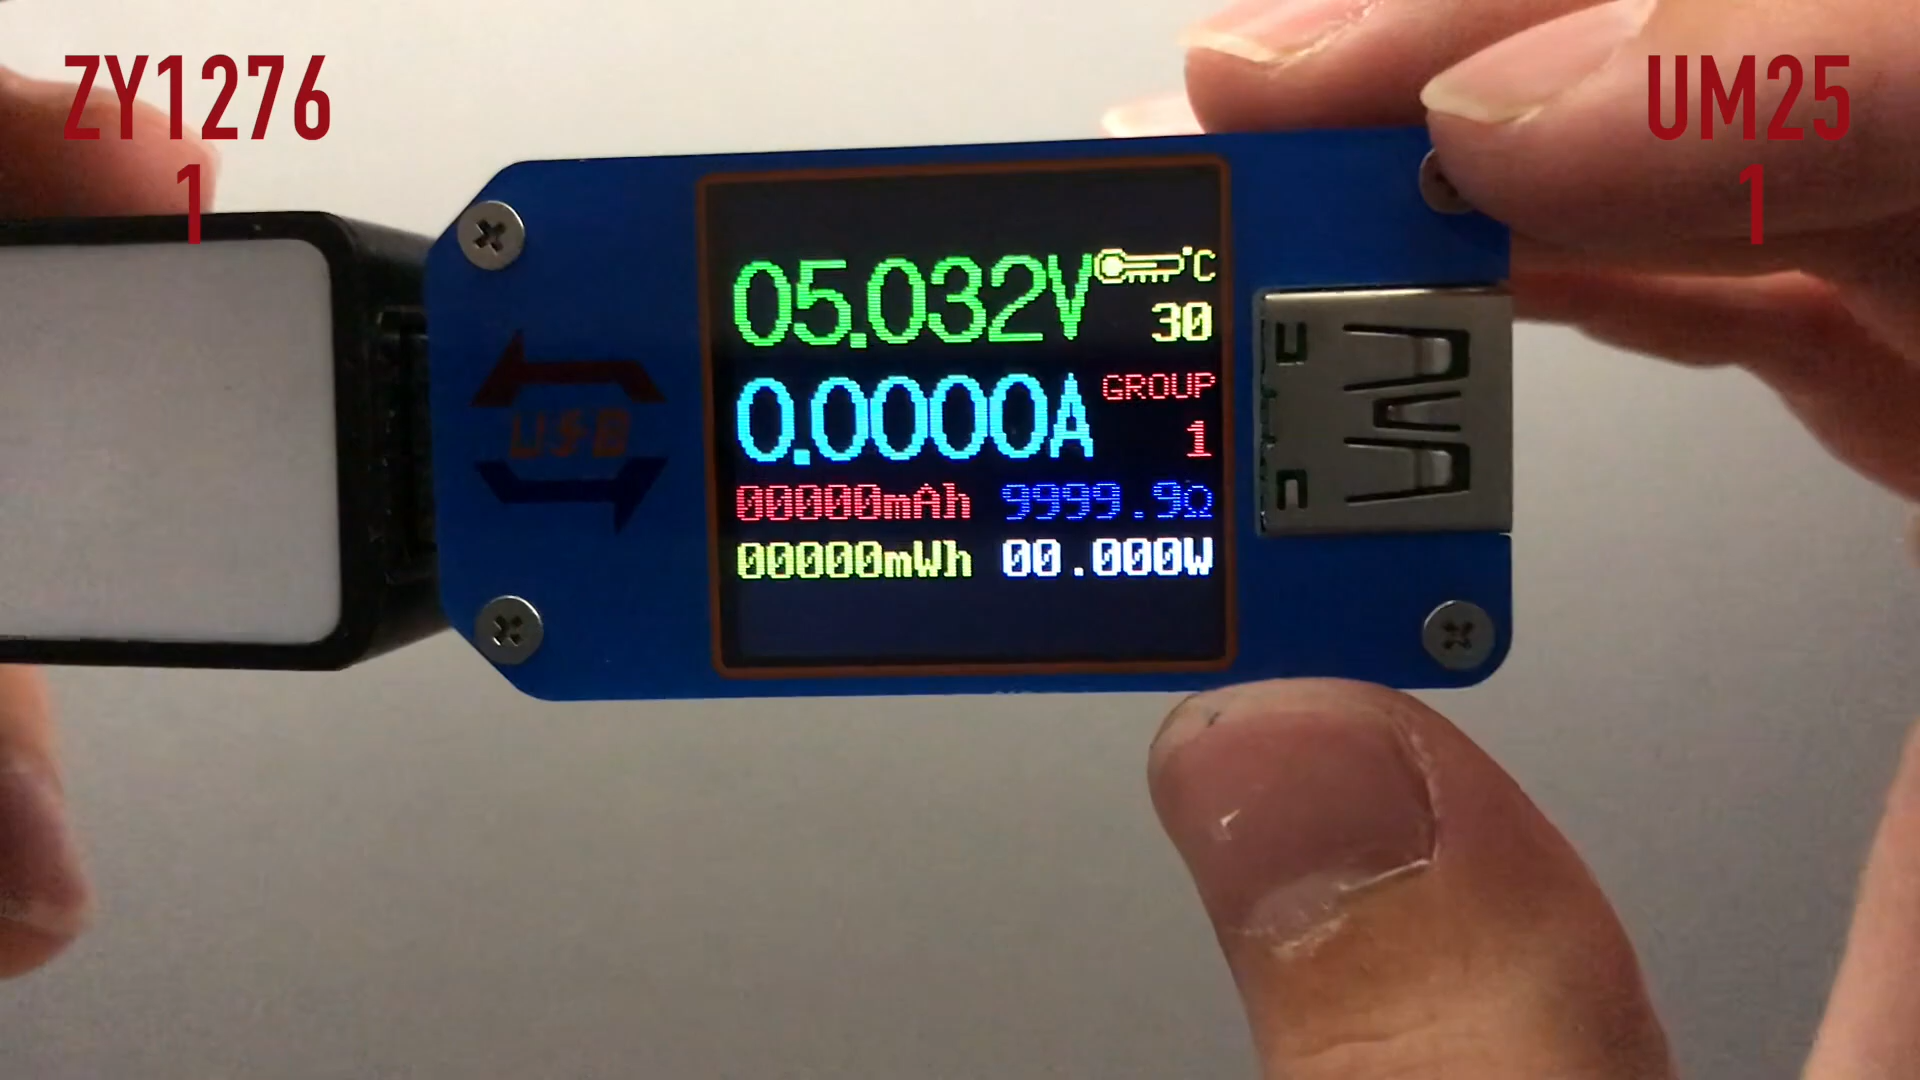 ZY1276
1
UM25
1
05.032V
°C
30
0.0000A
GROUP
1
00000mAh
9999.9Ω
00000mWh
00.000W
USB